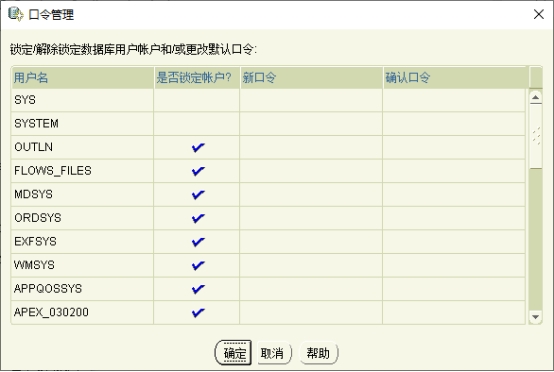 口令管理
锁定/解除锁定数据库用户帐户和/或更改默认口令:
用户名 是否锁定帐户? 新口令 确认口令
SYS
SYSTEM
OUTLN
FLOWS_FILES
MDSYS
ORDSYS
EXFSYS
WMSYS
APPQOSSYS
APEX_030200
确定 取消 帮助